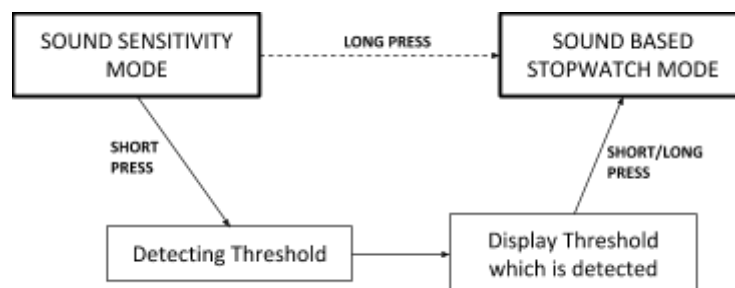 SOUND SENSITIVITY
MODE
LONG PRESS
SOUND BASED
STOPWATCH MODE
SHORT
PRESS
SHORT/LONG
PRESS
Detecting Threshold
Display Threshold
which is detected